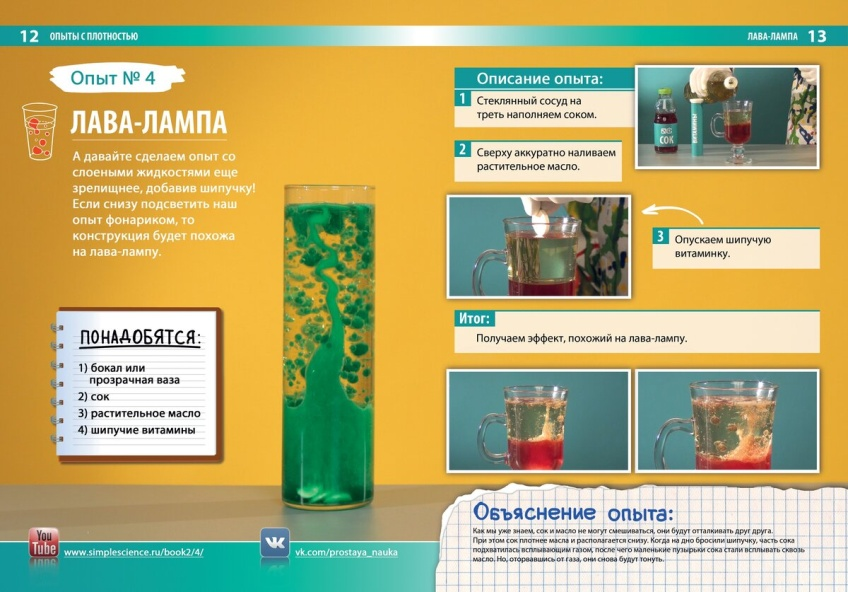 12 ОПЫТЫ С ПЛОТНОСТЬЮ
Опыт № 4
ЛАВА-ЛАМПА
А давайте сделаем опыт со
слоеными жидкостями еще
зрелищнее, добавив шипучку!
Если снизу подсветить наш
опыт фонариком, то
конструкция будет похожа
на лава-лампу.
ПОНАДОБЯТСЯ:
1) бокал или
прозрачная ваза
2) сок
3) растительное масло
4) шипучие витамины
You
Tube
www.simplescience.ru/book2/4/
vk.com/prostaya_nauka
ЛАВА-ЛАМПА 13
Описание опыта:
1 Стеклянный сосуд на
треть наполняем соком.
СОК
2 Сверху аккуратно наливаем
растительное масло.
3 Опускаем шипучую
витаминку.
Итог:
Получаем эффект, похожий на лава-лампу.
Объяснение опыта:
Как мы уже знаем, сок и масло не могут смешиваться, они будут отталкивать друг друга.
При этом сок плотнее масла и располагается снизу. Когда на дно бросили шипучку, часть сока
подхватилась всплывающим газом, после чего маленькие пузырьки сока стали всплывать сквозь
масло. Но, оторвавшись от газа, они снова будут тонуть.